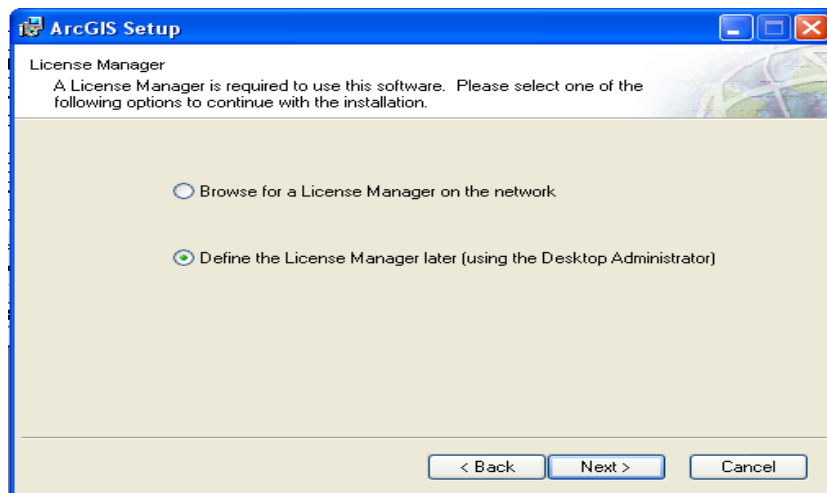 ArcGIS Setup
License Manager
A License Manager is required to use this software. Please select one of the
following options to continue with the installation.
Browse for a License Manager on the network
Define the License Manager later (using the Desktop Administrator)
< Back
Next >
Cancel